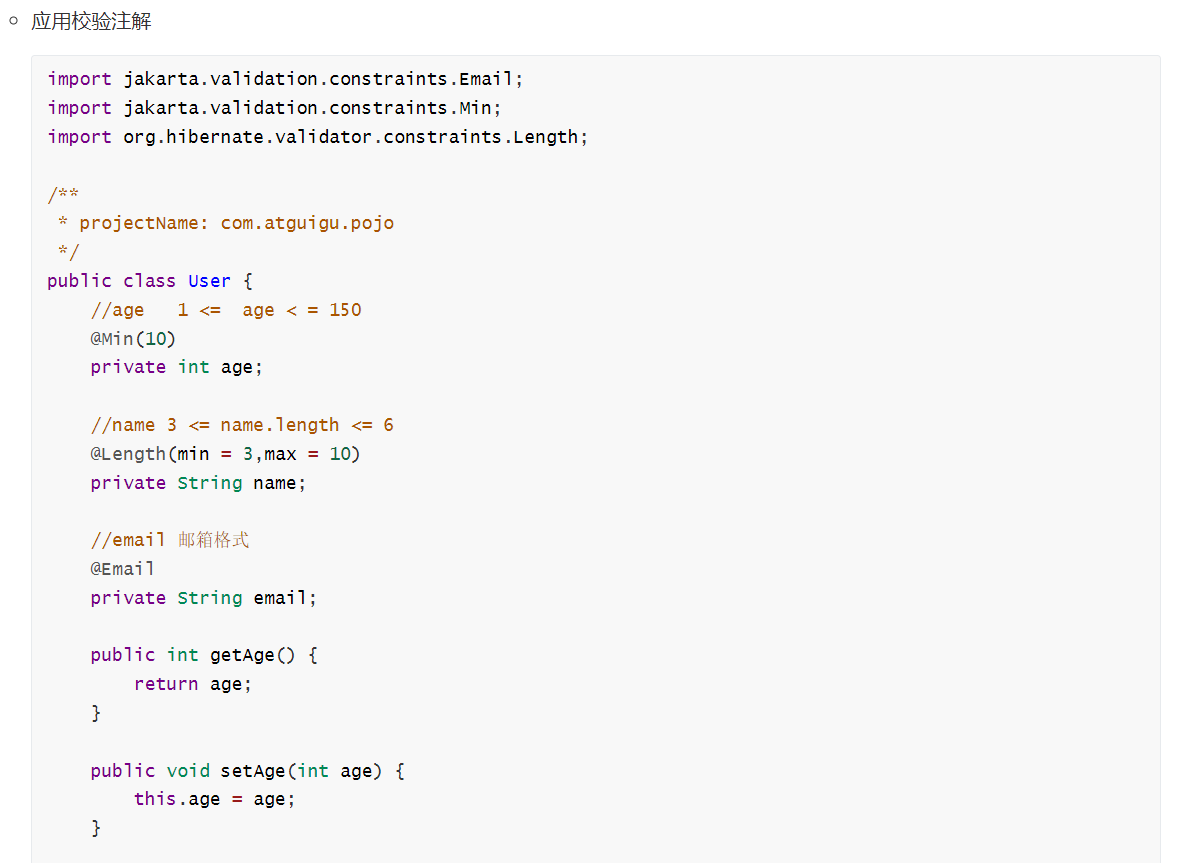 应用校验注解
import jakarta.validation.constraints.Email;
import jakarta.validation.constraints.Min;
import org.hibernate.validator.constraints.Length;
/**
 * projectName: com.atguigu.pojo
 */
public class User {
    //age   1 <=  age < = 150
    @Min(10)
    private int age;
    //name 3 <= name.length <= 6
    @Length(min = 3,max = 10)
    private String name;
    //email 邮箱格式
    @Email
    private String email;
    public int getAge() {
        return age;
    }
    public void setAge(int age) {
        this.age = age;
    }